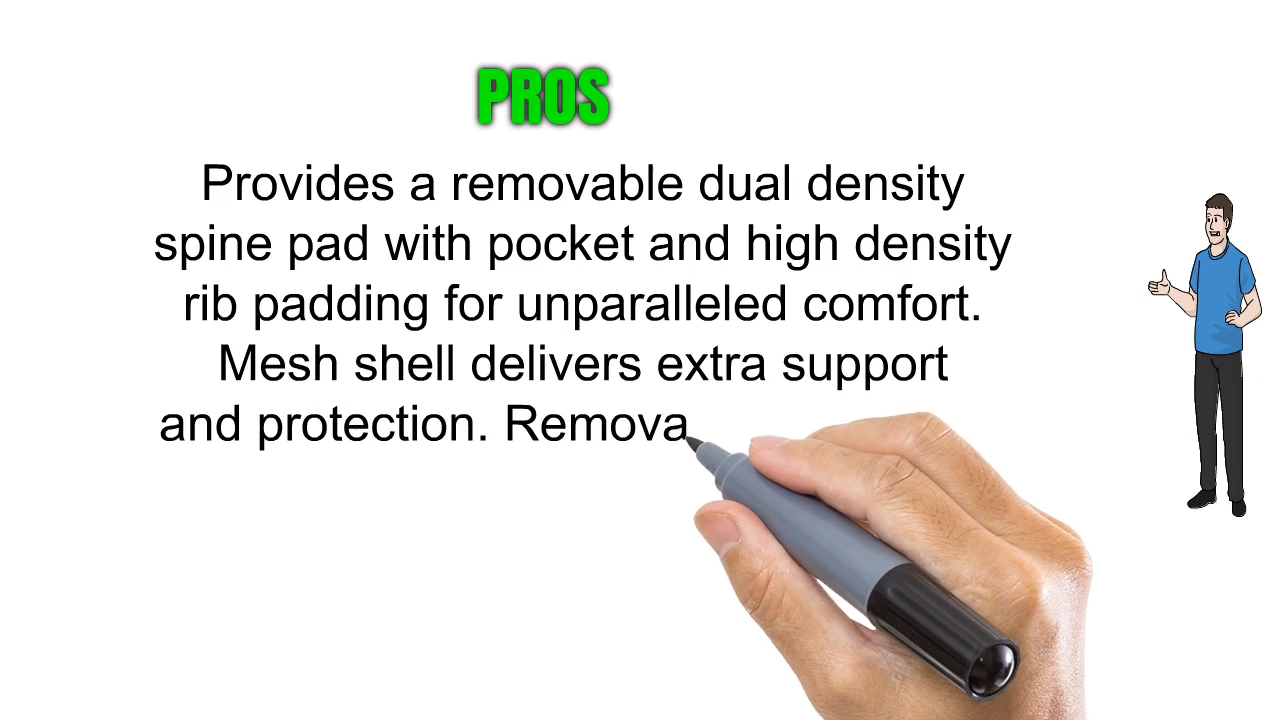 PROS
Provides a removable dual density
spine pad with pocket and high density
rib padding for unparalleled comfort.
Mesh shell delivers extra support
and protection. Remova